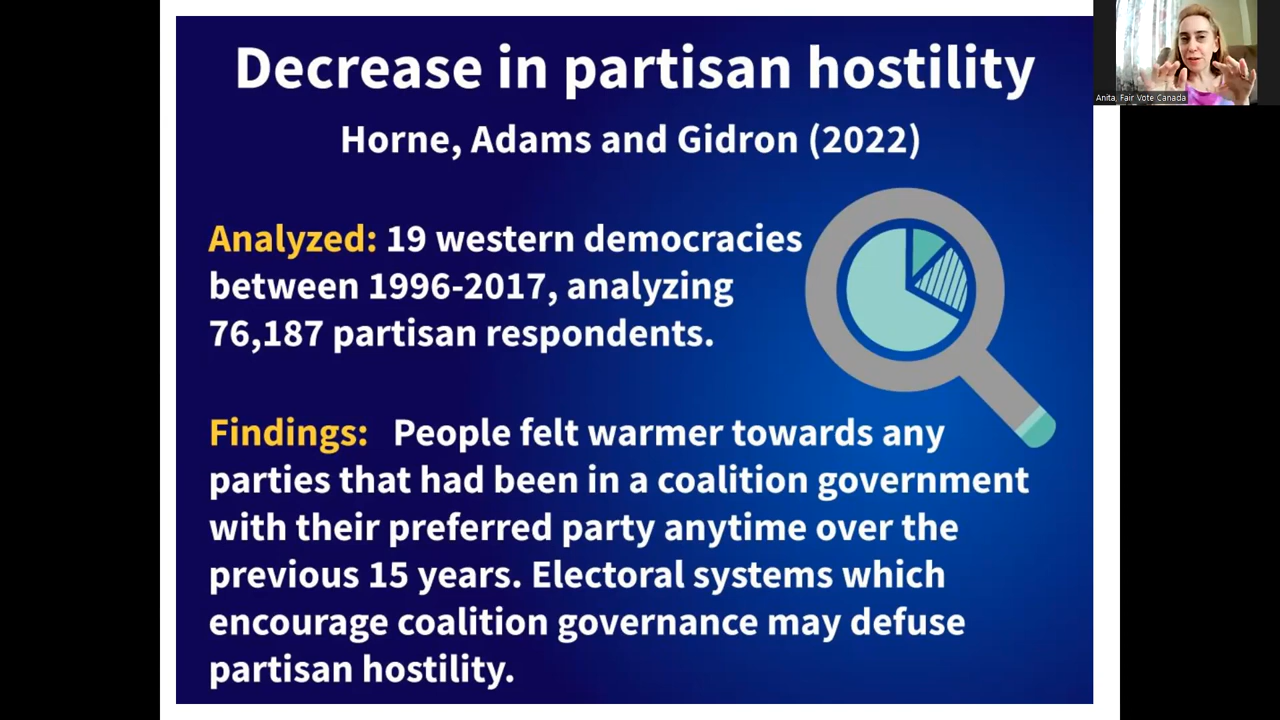 Decrease in partisan hostility
Horne, Adams and Gidron (2022)
Analyzed: 19 western democracies
between 1996-2017, analyzing
76,187 partisan respondents.
Findings: People felt warmer towards any
parties that had been in a coalition government
with their preferred party anytime over the
previous 15 years. Electoral systems which
encourage coalition governance may defuse
partisan hostility.
Anita, Fair Vote Canada